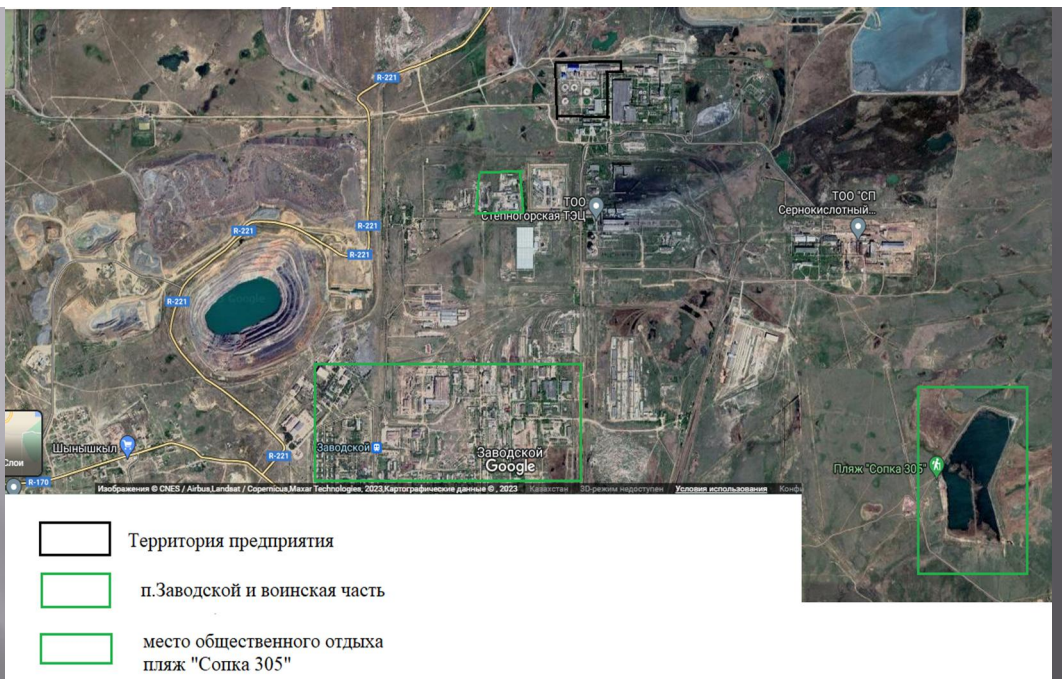 R-221
ТОО
Степногорская ТЭЦ
ТОО "СП
Сернокислотный...
R-221
R-221
R-221
R-221
Шынышкыл
Заводской
Заводской
Google
Пляж "Сопка 305"
R-221
Слои
R-170
Изображения © CNES / Airbus,Landsat / Copernicus,Maxar Technologies, 2023,Картографические данные © , 2023 Казахстан 3D-режим недоступен Условия использования
Территория предприятия
п.Заводской и воинская часть
место общественного отдыха
пляж "Сопка 305"